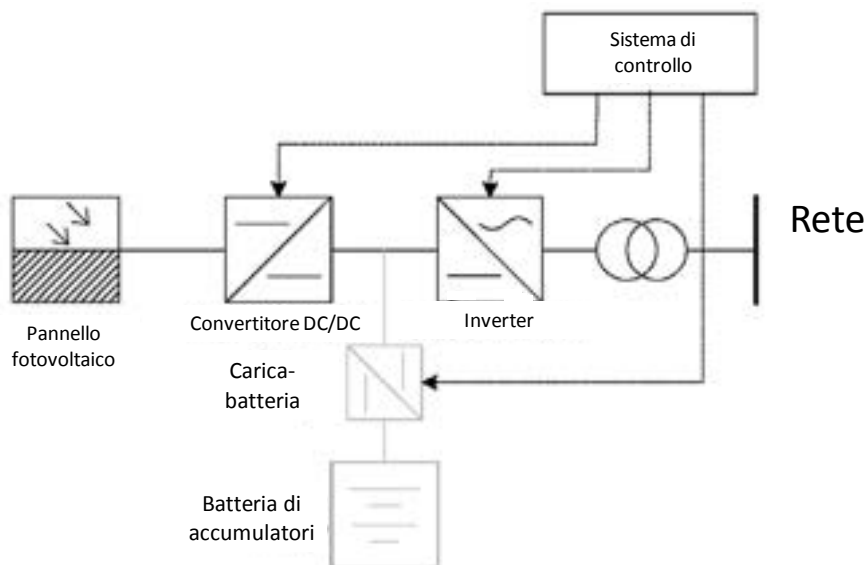 Sistema di
controllo
Rete
Pannello
fotovoltaico
Convertitore DC/DC
Inverter
Carica-
batteria
Batteria di
accumulatori